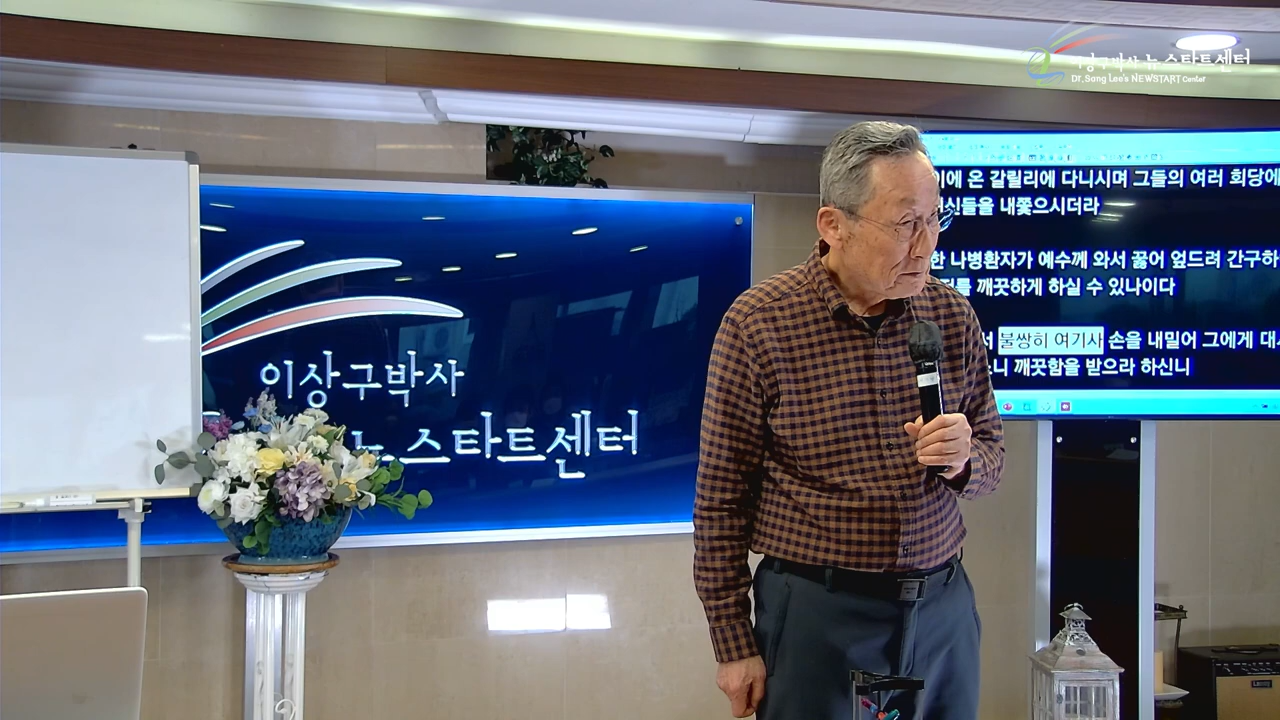 이상구박사 뉴스타트센터
Dr. Sang Lee's NEWSTART Center
이상구박사
뉴스타트센터
에 온 갈릴리에 다니시며 그들의 여러 회당에
내쫓으시더라
한 나병환자가 예수께 와서 꿇어 엎드려 간구하
깨끗하게 하실 수 있나이다
서 불쌍히 여기사 손을 내밀어 그에게 대시
니 깨끗함을 받으라 하신니